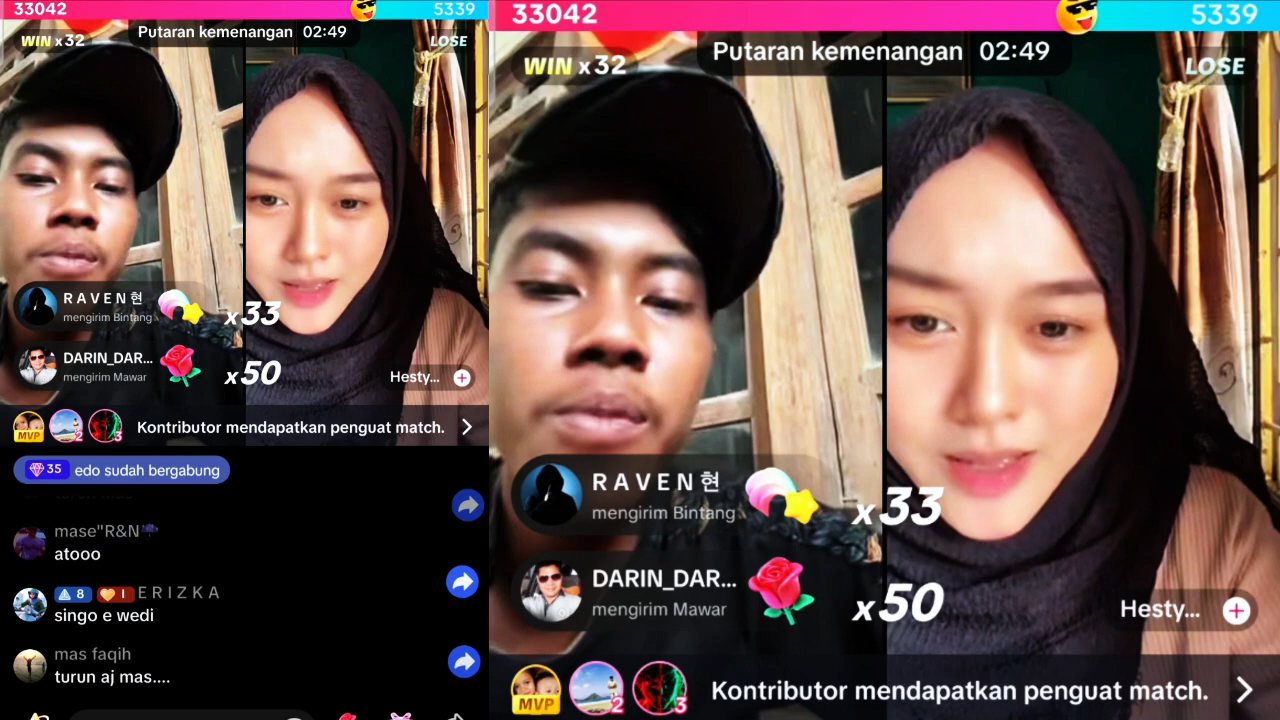 33042
5339
WIN x32
Putaran kemenangan 02:49
LOSE
R A V E N 현
mengirim Bintang
x33
DARIN_DAR...
mengirim Mawar
x50
Hesty...
MVP
2
3
Kontributor mendapatkan penguat match.
35 edo sudah bergabung
mase"R&N
atooo
8 I E R I Z K A
singo e wedi
mas faqih
turun aj mas....
33042
5339
WIN x32
Putaran kemenangan 02:49
LOSE
R A V E N 현
mengirim Bintang
x33
DARIN_DAR...
mengirim Mawar
x50
Hesty...
MVP
2
3
Kontributor mendapatkan penguat match.